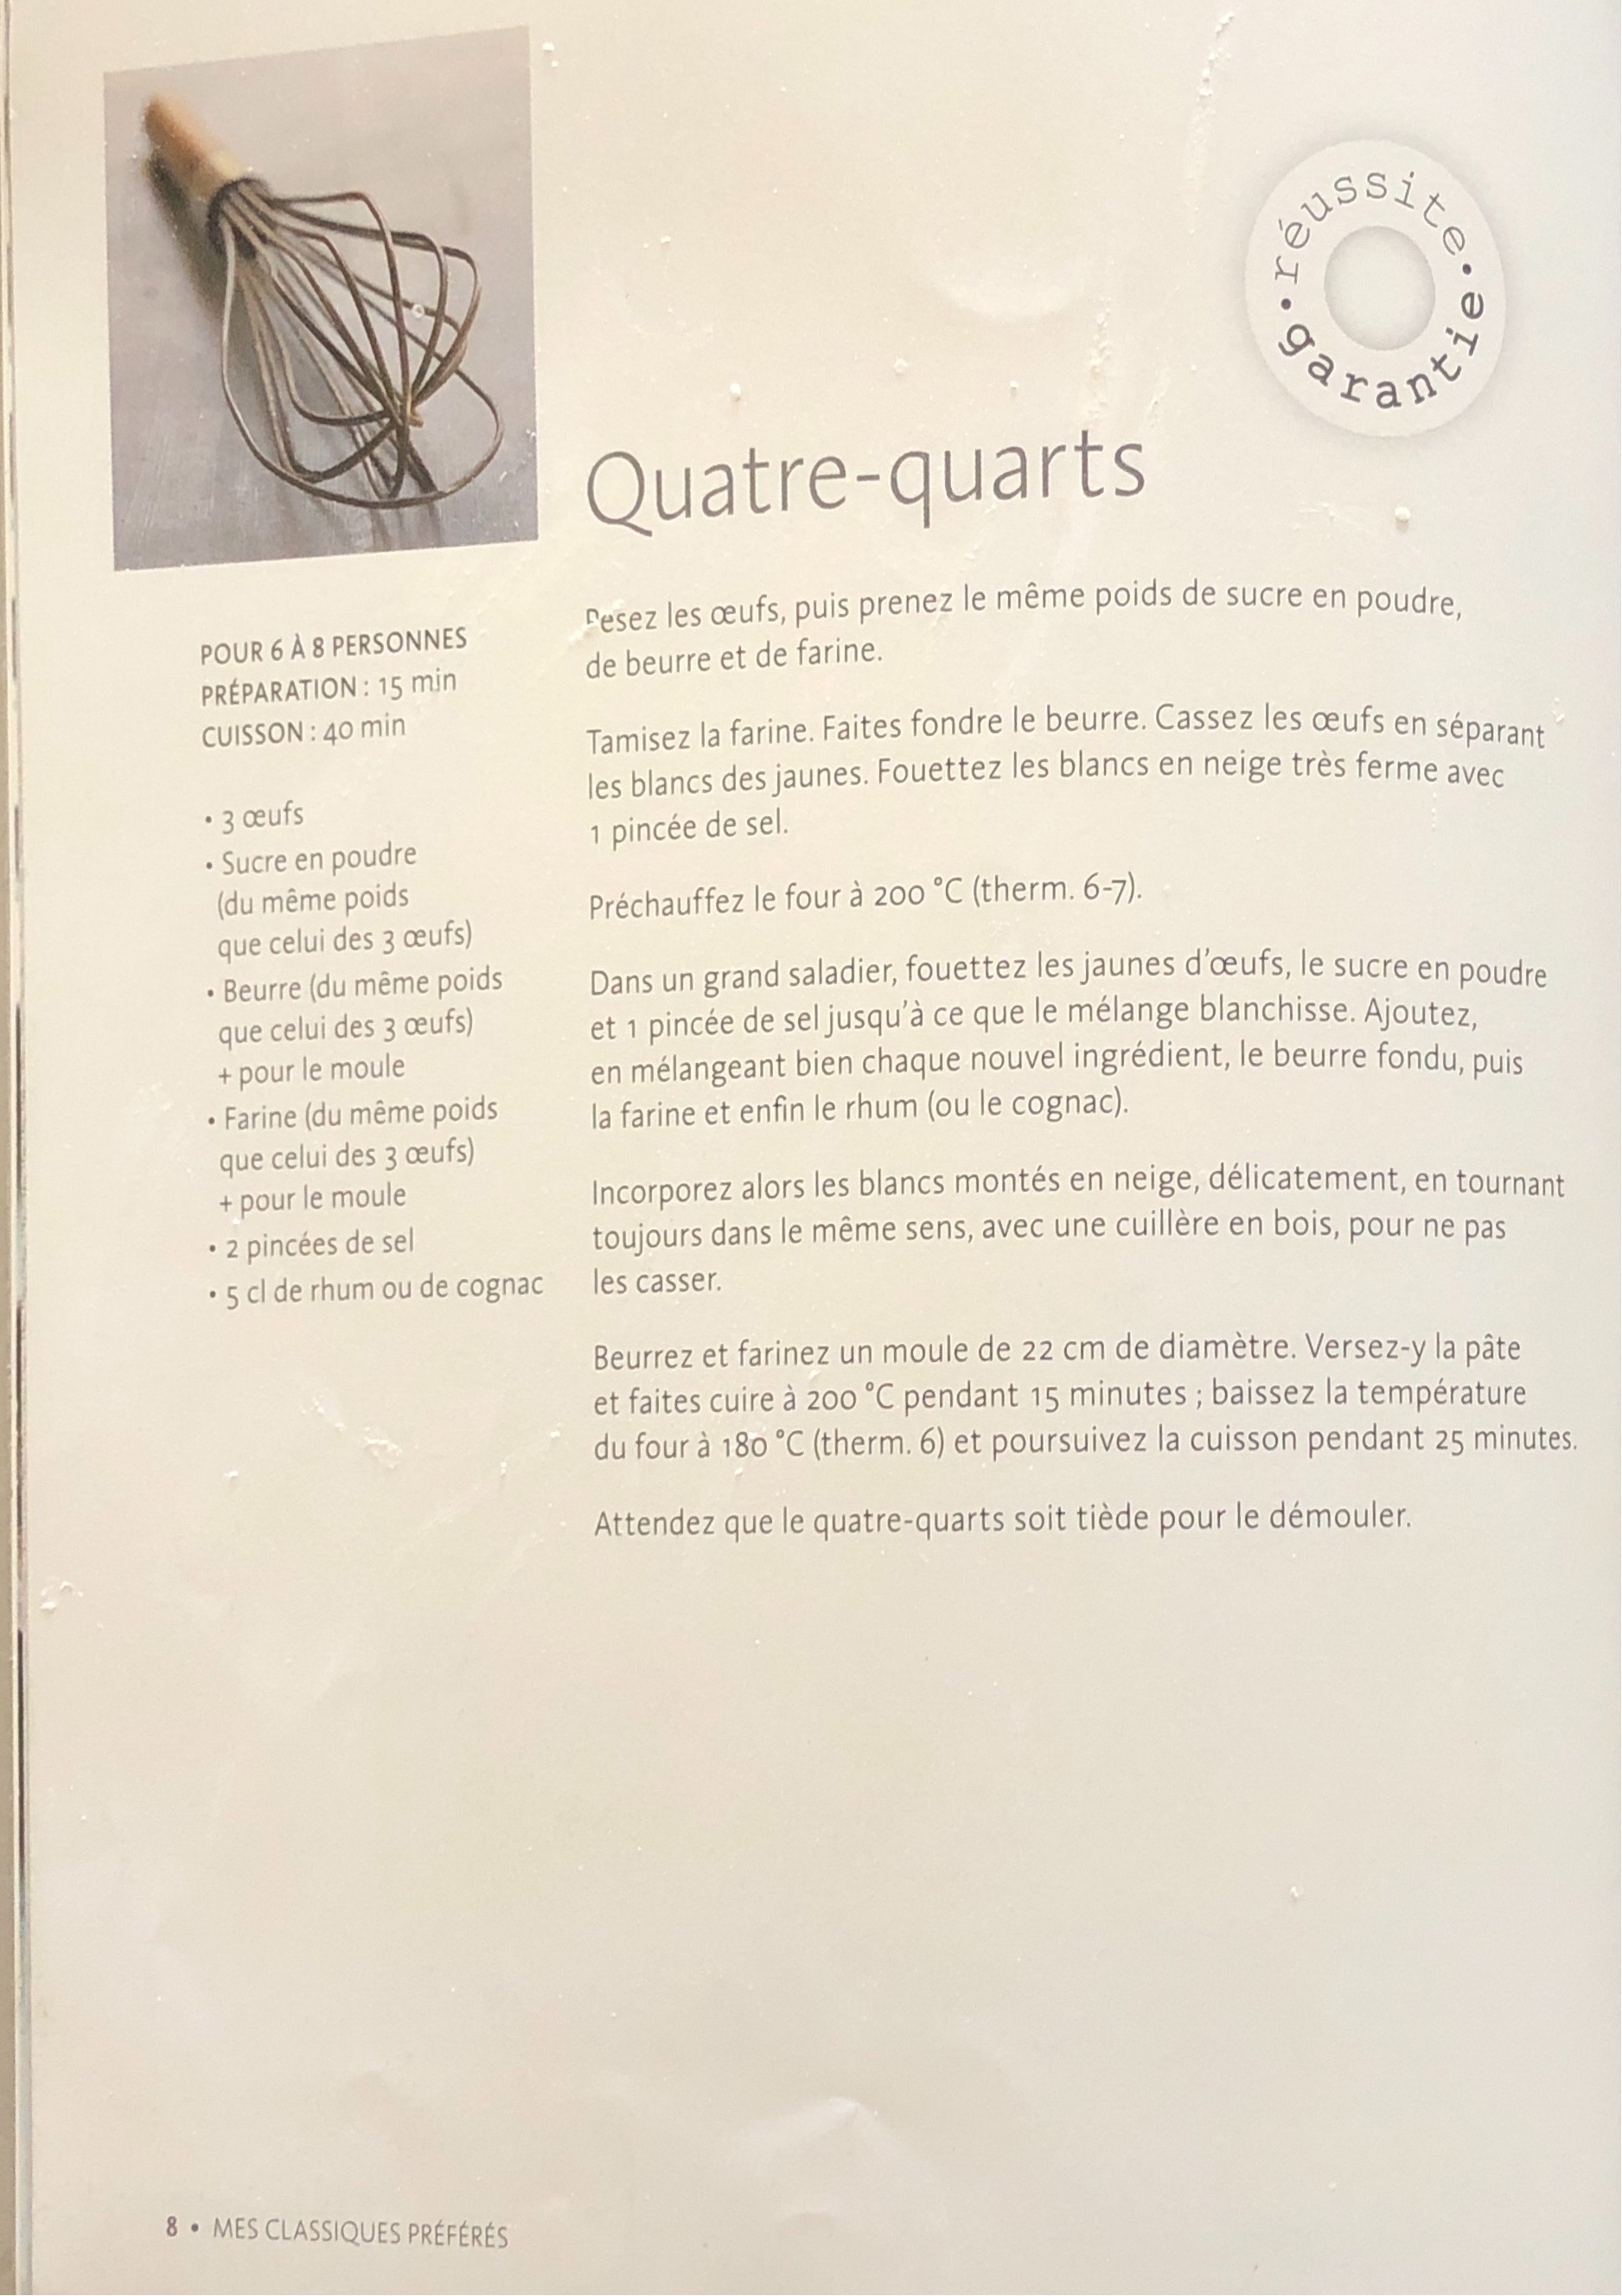 réussite
garantie
Quatre-quarts
POUR 6 À 8 PERSONNES
PRÉPARATION : 15 min
CUISSON : 40 min
• 3 œufs
• Sucre en poudre
(du même poids
que celui des 3 œufs)
• Beurre (du même poids
que celui des 3 œufs)
+ pour le moule
• Farine (du même poids
que celui des 3 œufs)
+ pour le moule
• 2 pincées de sel
• 5 cl de rhum ou de cognac
Pesez les œufs, puis prenez le même poids de sucre en poudre,
de beurre et de farine.
Tamisez la farine. Faites fondre le beurre. Cassez les œufs en séparant
les blancs des jaunes. Fouettez les blancs en neige très ferme avec
1 pincée de sel.
Préchauffez le four à 200 °C (therm. 6-7).
Dans un grand saladier, fouettez les jaunes d'œufs, le sucre en poudre
et 1 pincée de sel jusqu'à ce que le mélange blanchisse. Ajoutez,
en mélangeant bien chaque nouvel ingrédient, le beurre fondu, puis
la farine et enfin le rhum (ou le cognac).
Incorporez alors les blancs montés en neige, délicatement, en tournant
toujours dans le même sens, avec une cuillère en bois, pour ne pas
les casser.
Beurrez et farinez un moule de 22 cm de diamètre. Versez-y la pâte
et faites cuire à 200 °C pendant 15 minutes ; baissez la température
du four à 180 °C (therm. 6) et poursuivez la cuisson pendant 25 minutes.
Attendez que le quatre-quarts soit tiède pour le démouler.
8 • MES CLASSIQUES PRÉFÉRÉS